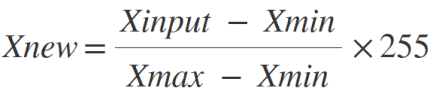 Xnew = (Xinput − Xmin) / (Xmax − Xmin) × 255